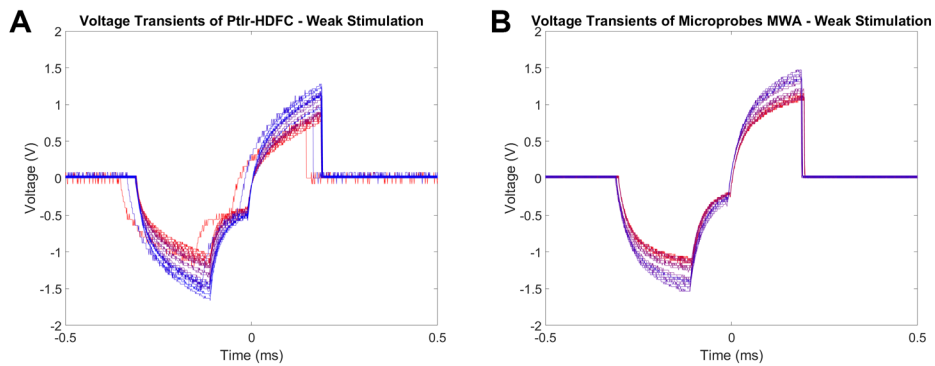 A
Voltage Transients of PtIr-HDFC - Weak Stimulation
2
1.5
1
0.5
0
-0.5
-1
-1.5
-2
Voltage (V)
-0.5 0 0.5
Time (ms)
B
Voltage Transients of Microprobes MWA - Weak Stimulation
2
1.5
1
0.5
0
-0.5
-1
-1.5
-2
Voltage (V)
-0.5 0 0.5
Time (ms)